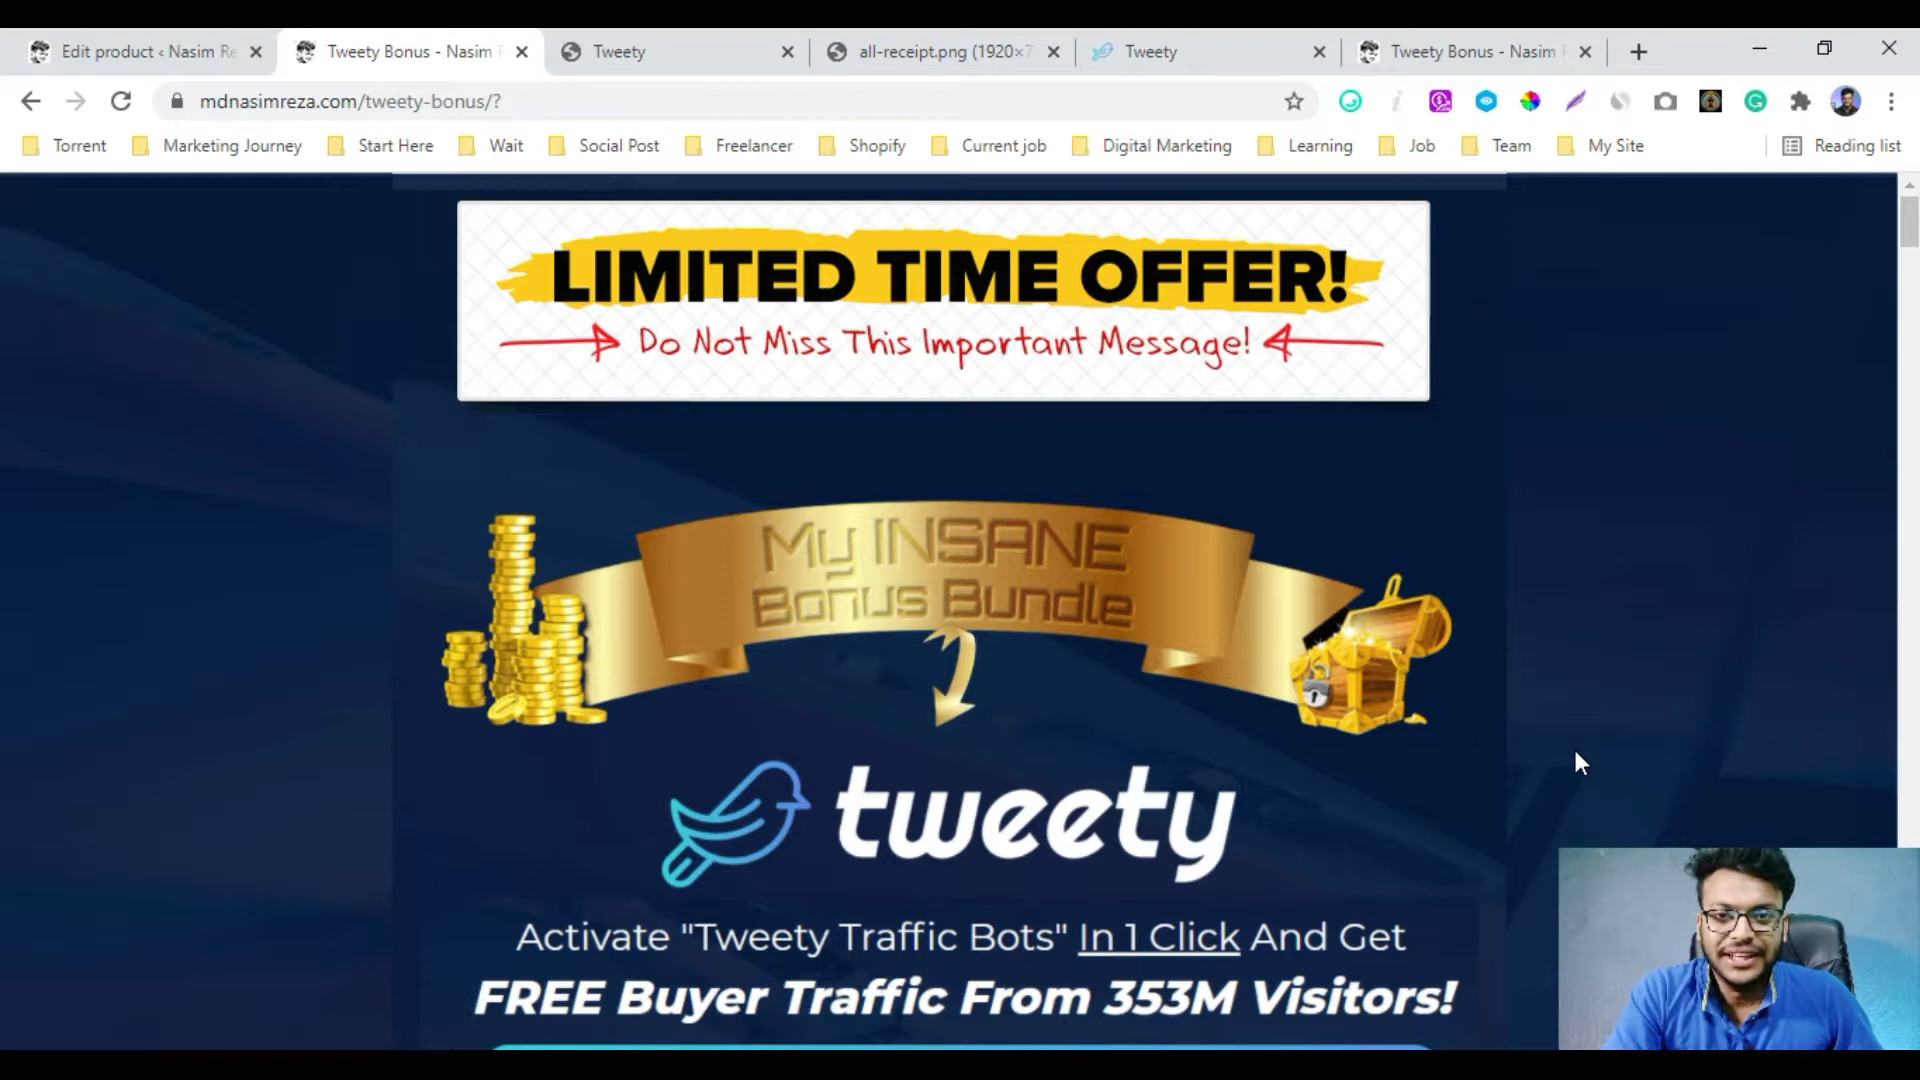 Edit product ‹ Nasim Re
Tweety Bonus - Nasim
Tweety
all-receipt.png (1920×7
Tweety
Tweety Bonus - Nasim
mdnasimreza.com/tweety-bonus/?
Torrent
Marketing Journey
Start Here
Wait
Social Post
Freelancer
Shopify
Current job
Digital Marketing
Learning
Job
Team
My Site
Reading list
LIMITED TIME OFFER!
Do Not Miss This Important Message!
My INSANE
Bonus Bundle
tweety
Activate "Tweety Traffic Bots" In 1 Click And Get
FREE Buyer Traffic From 353M Visitors!